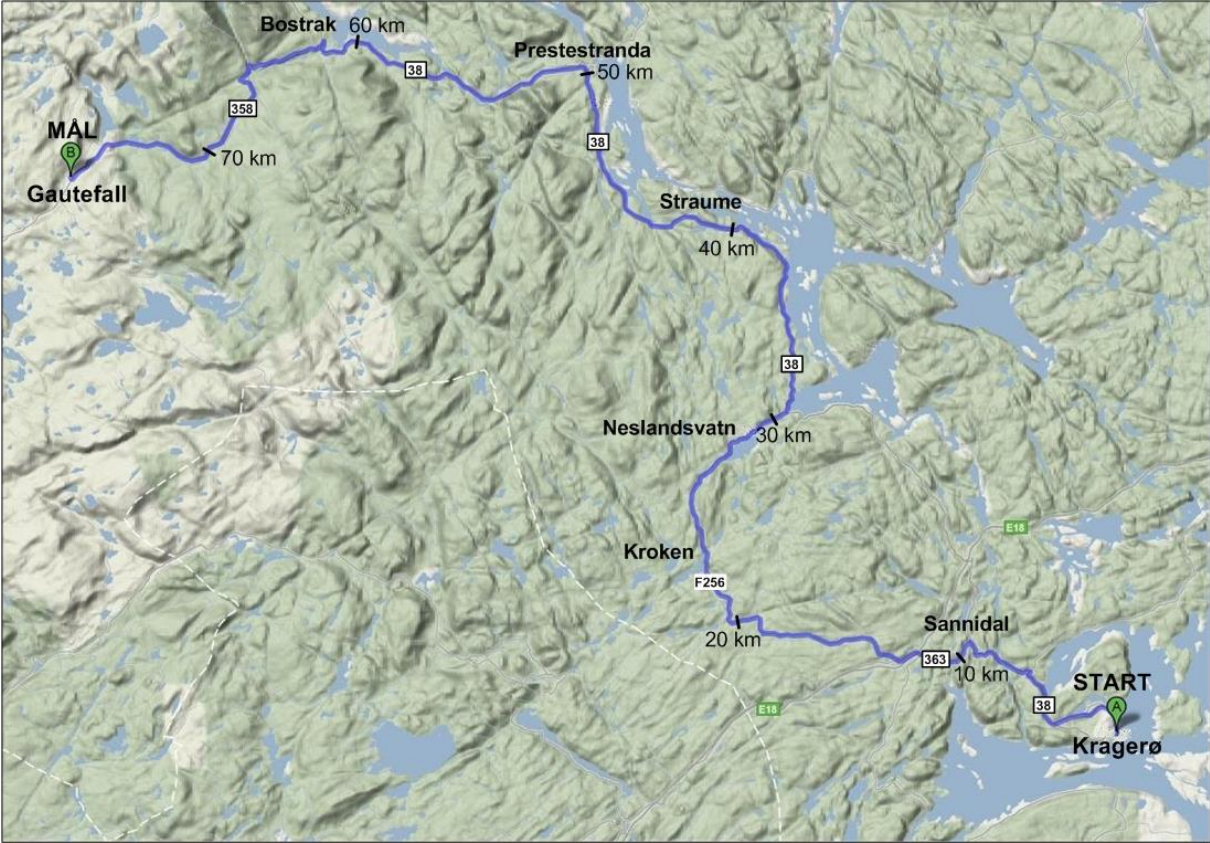 Bostrak
60 km
Prestestranda
38
50 km
358
MÅL
B
38
70 km
Gautefall
Straume
40 km
38
Neslandsvatn
30 km
E18
Kroken
F256
Sannidal
20 km
363
10 km
START
38
A
E18
Kragerø